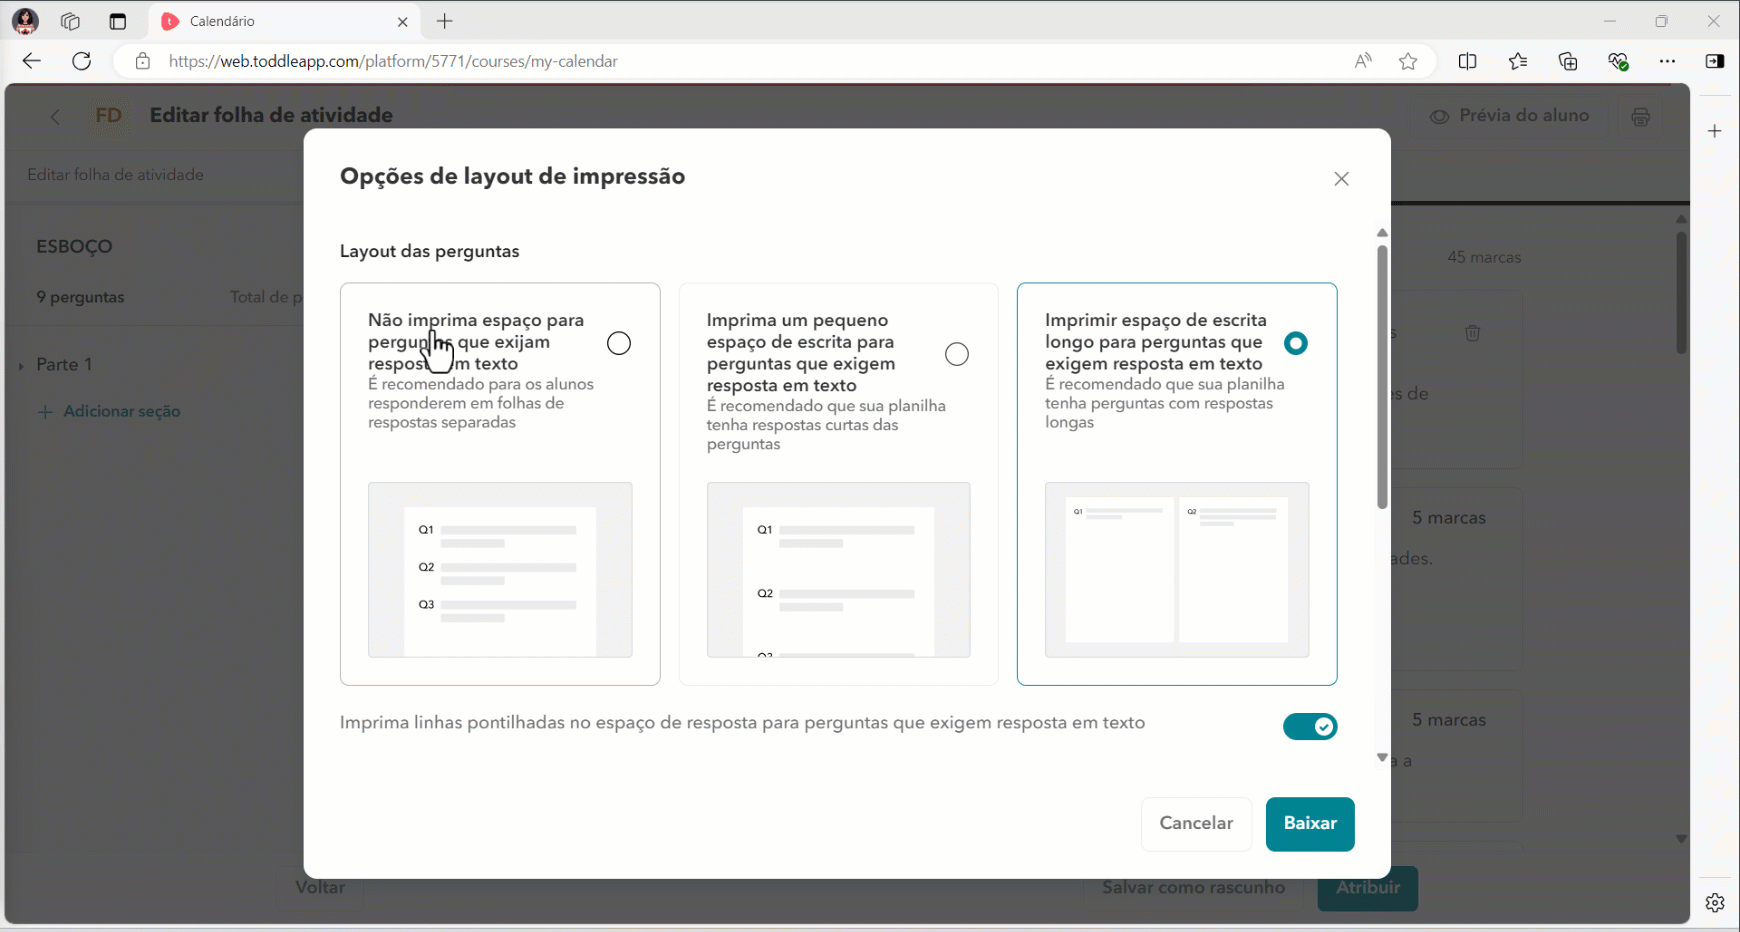 Calendário
https://web.toddleapp.com/platform/5771/courses/my-calendar
FD
Editar folha de atividade
Prévia do aluno
Editar folha de atividade
ESBOÇO
9 perguntas
Total de p
Parte 1
Adicionar seção
45 marcas
5 marcas
ades.
5 marcas
a a
Opções de layout de impressão
Layout das perguntas
Não imprima espaço para
perguntas que exijam
resposta em texto
É recomendado para os alunos
responderem em folhas de
respostas separadas
Q1
Q2
Q3
Imprima um pequeno
espaço de escrita para
perguntas que exigem
resposta em texto
É recomendado que sua planilha
tenha respostas curtas das
perguntas
Q1
Q2
Imprimir espaço de escrita
longo para perguntas que
exigem resposta em texto
É recomendado que sua planilha
tenha perguntas com respostas
longas
Q1
Q2
Imprima linhas pontilhadas no espaço de resposta para perguntas que exigem resposta em texto
Cancelar
Baixar
Voltar
Salvar como rascunho
Atribuir